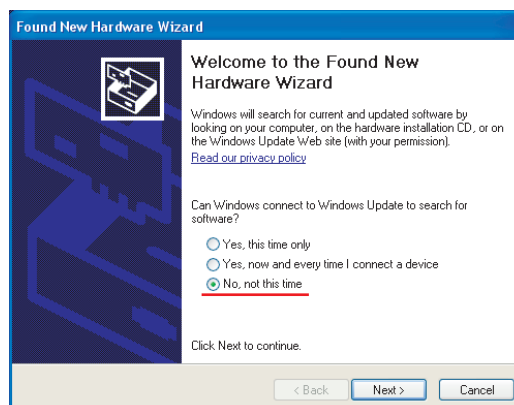 Found New Hardware Wizard
Welcome to the Found New
Hardware Wizard
Windows will search for current and updated software by
looking on your computer, on the hardware installation CD, or on
the Windows Update Web site (with your permission).
Read our privacy policy
Can Windows connect to Windows Update to search for
software?
Yes, this time only
Yes, now and every time I connect a device
No, not this time
Click Next to continue.
< Back Next > Cancel